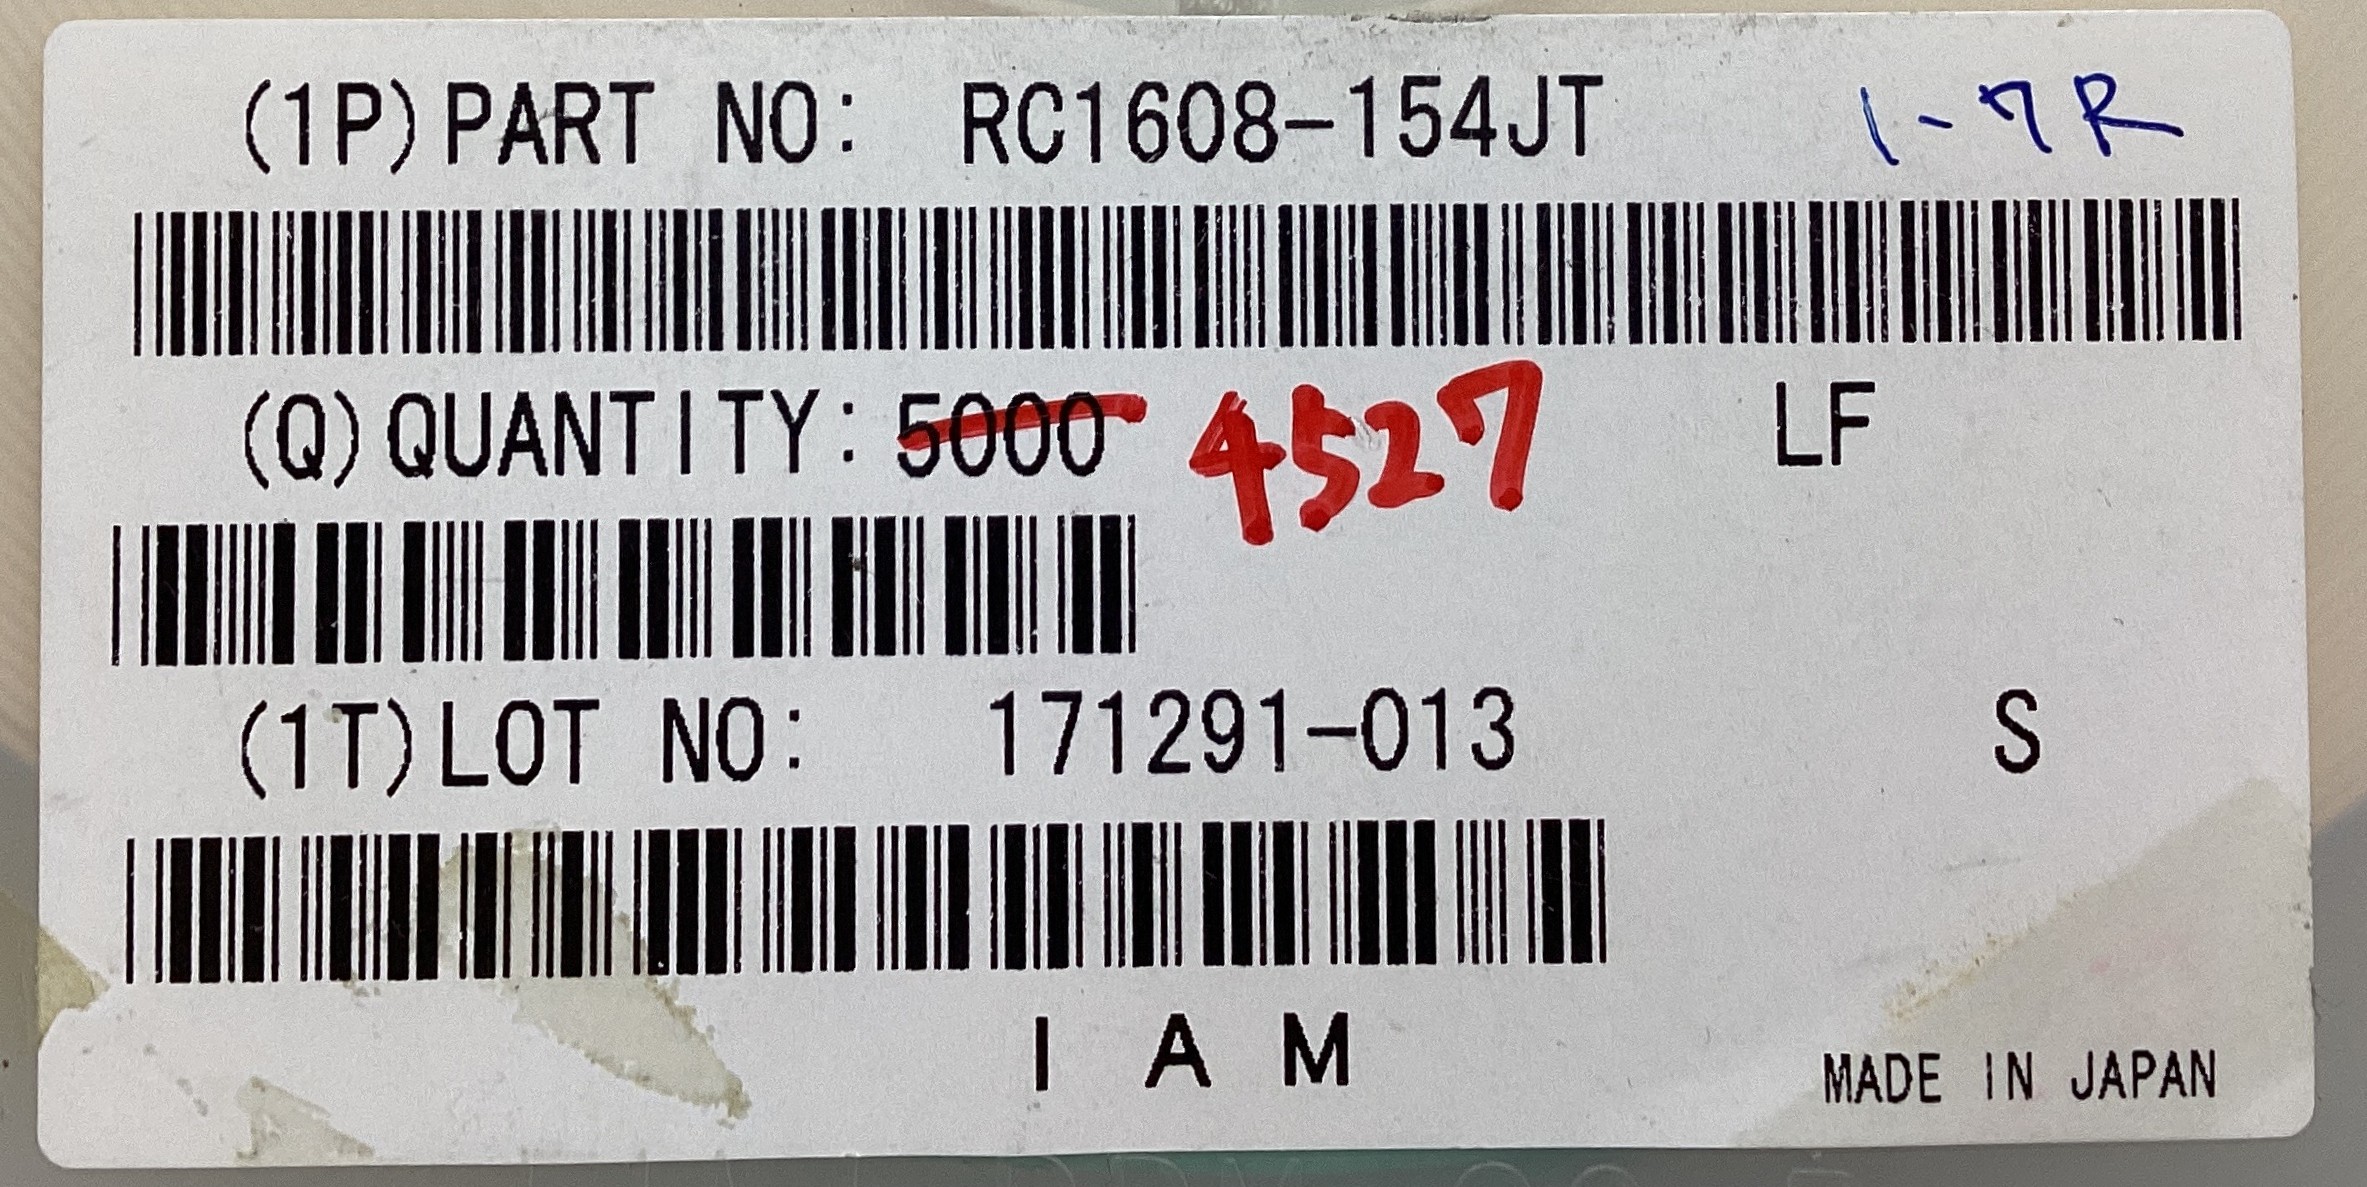 (1P)PART NO: RC1608-154JT 1-7R
(Q)QUANTITY: 5000 4527 LF
(1T)LOT NO: 171291-013 S
I A M
MADE IN JAPAN